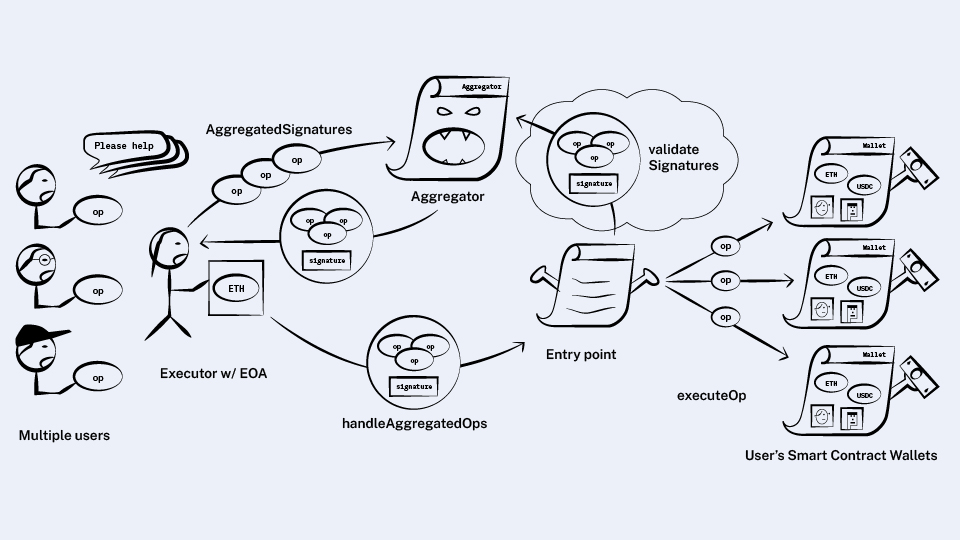 Please help
op
op
op
Multiple users
AggregatedSignatures
op
op
op
ETH
Executor w/ EOA
op
op
op
signature
Aggregator
Aggregator
op
op
op
signature
validate
Signatures
op
op
op
signature
handleAggregatedOps
Entry point
op
op
op
executeOp
Wallet
ETH
USDC
Wallet
ETH
USDC
Wallet
ETH
USDC
User's Smart Contract Wallets